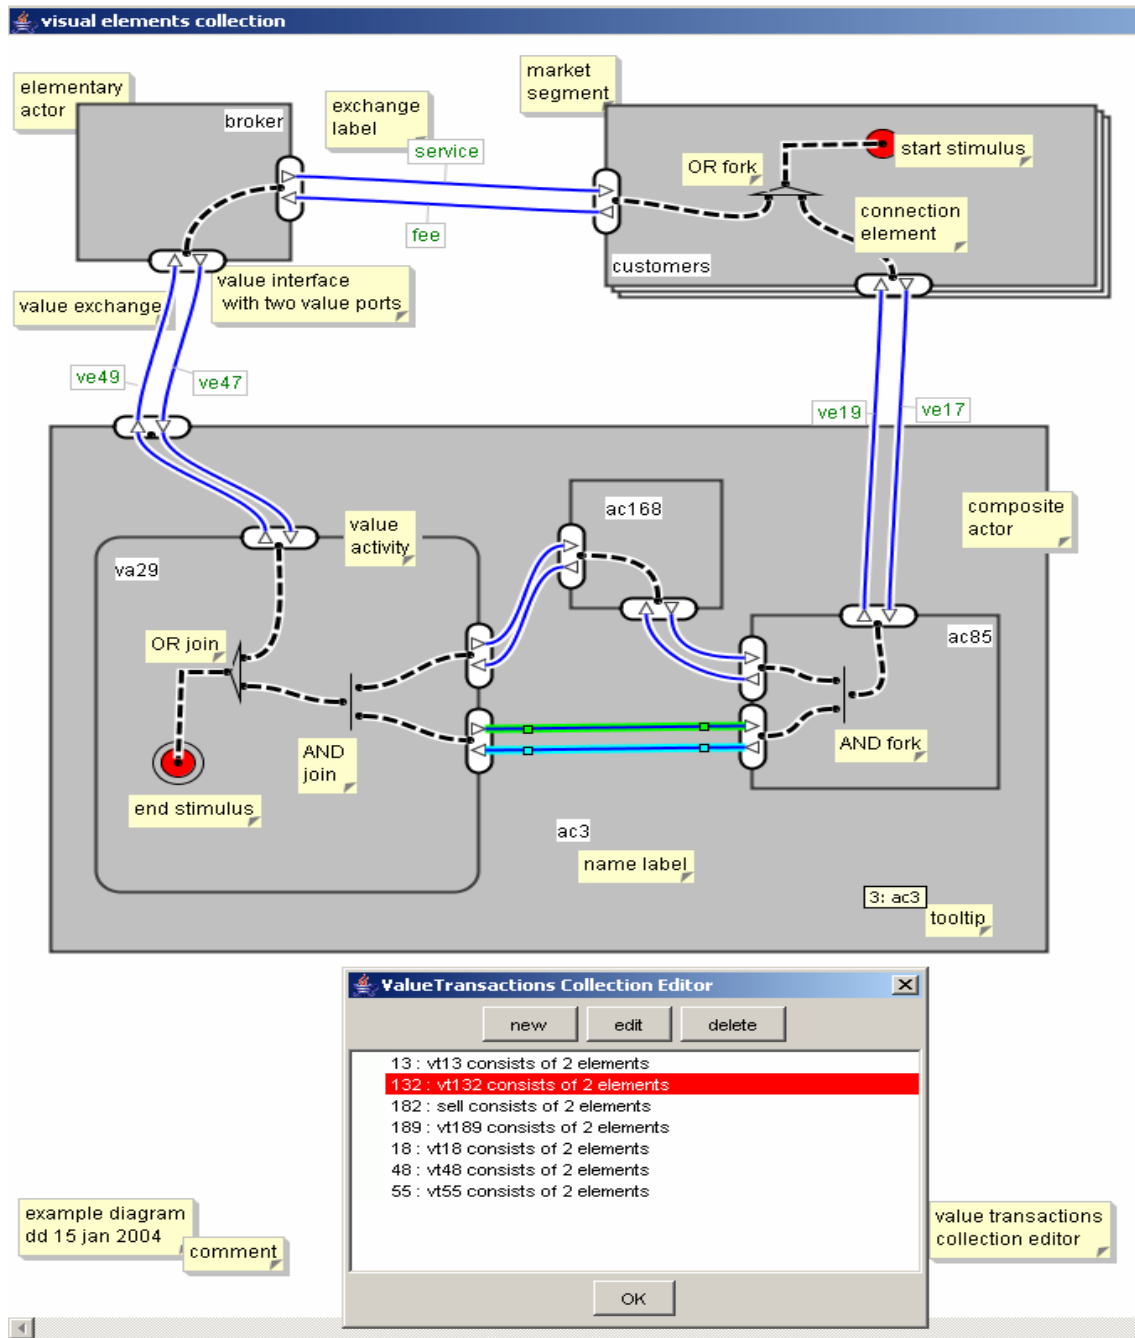 visual elements collection
elementary
actor
broker
exchange
label
service
fee
market
segment
OR fork
start stimulus
connection
element
customers
value exchange
value interface
with two value ports
ve49
ve47
ve19
ve17
composite
actor
value
activity
va29
ac168
ac85
OR join
AND
join
AND fork
end stimulus
ac3
name label
3: ac3
tooltip
ValueTransactions Collection Editor
new
edit
delete
13 : vt13 consists of 2 elements
132 : vt132 consists of 2 elements
182 : sell consists of 2 elements
189 : vt189 consists of 2 elements
18 : vt18 consists of 2 elements
48 : vt48 consists of 2 elements
55 : vt55 consists of 2 elements
OK
example diagram
dd 15 jan 2004
comment
value transactions
collection editor